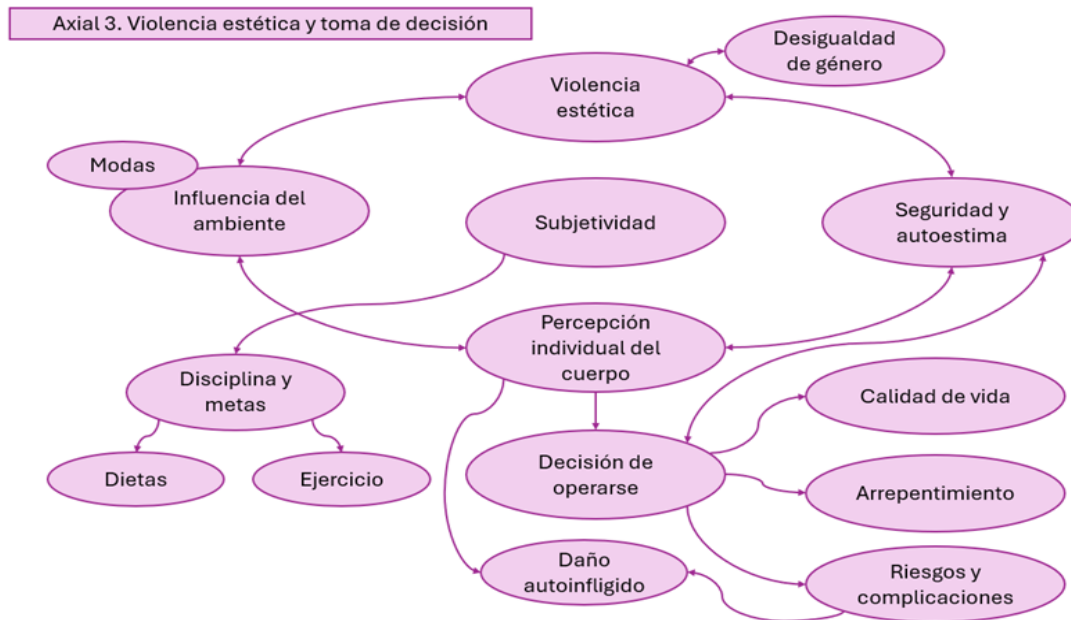 Axial 3. Violencia estética y toma de decisión
Desigualdad
de género
Violencia
estética
Modas
Influencia del
ambiente
Subjetividad
Seguridad y
autoestima
Percepción
individual del
cuerpo
Disciplina y
metas
Calidad de vida
Dietas
Ejercicio
Decisión de
operarse
Arrepentimiento
Daño
autoinfligido
Riesgos y
complicaciones